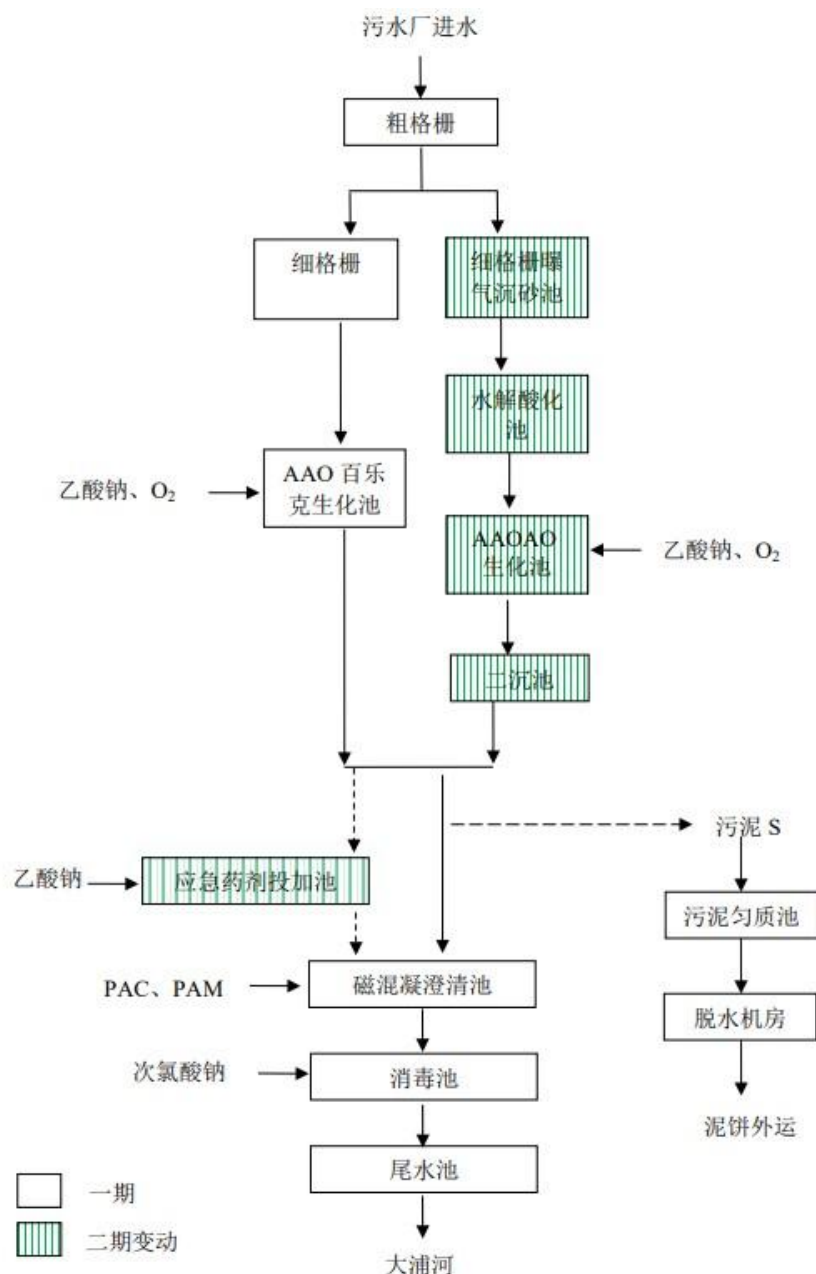 污水厂进水
粗格栅
细格栅
细格栅曝
气沉砂池
水解酸化
池
AAO 百乐
克生化池
乙酸钠、O₂
AAOAO
生化池
乙酸钠、O₂
二沉池
污泥 S
乙酸钠
应急药剂投加池
污泥匀质池
PAC、PAM
磁混凝澄清池
脱水机房
次氯酸钠
消毒池
泥饼外运
尾水池
一期
二期变动
大浦河